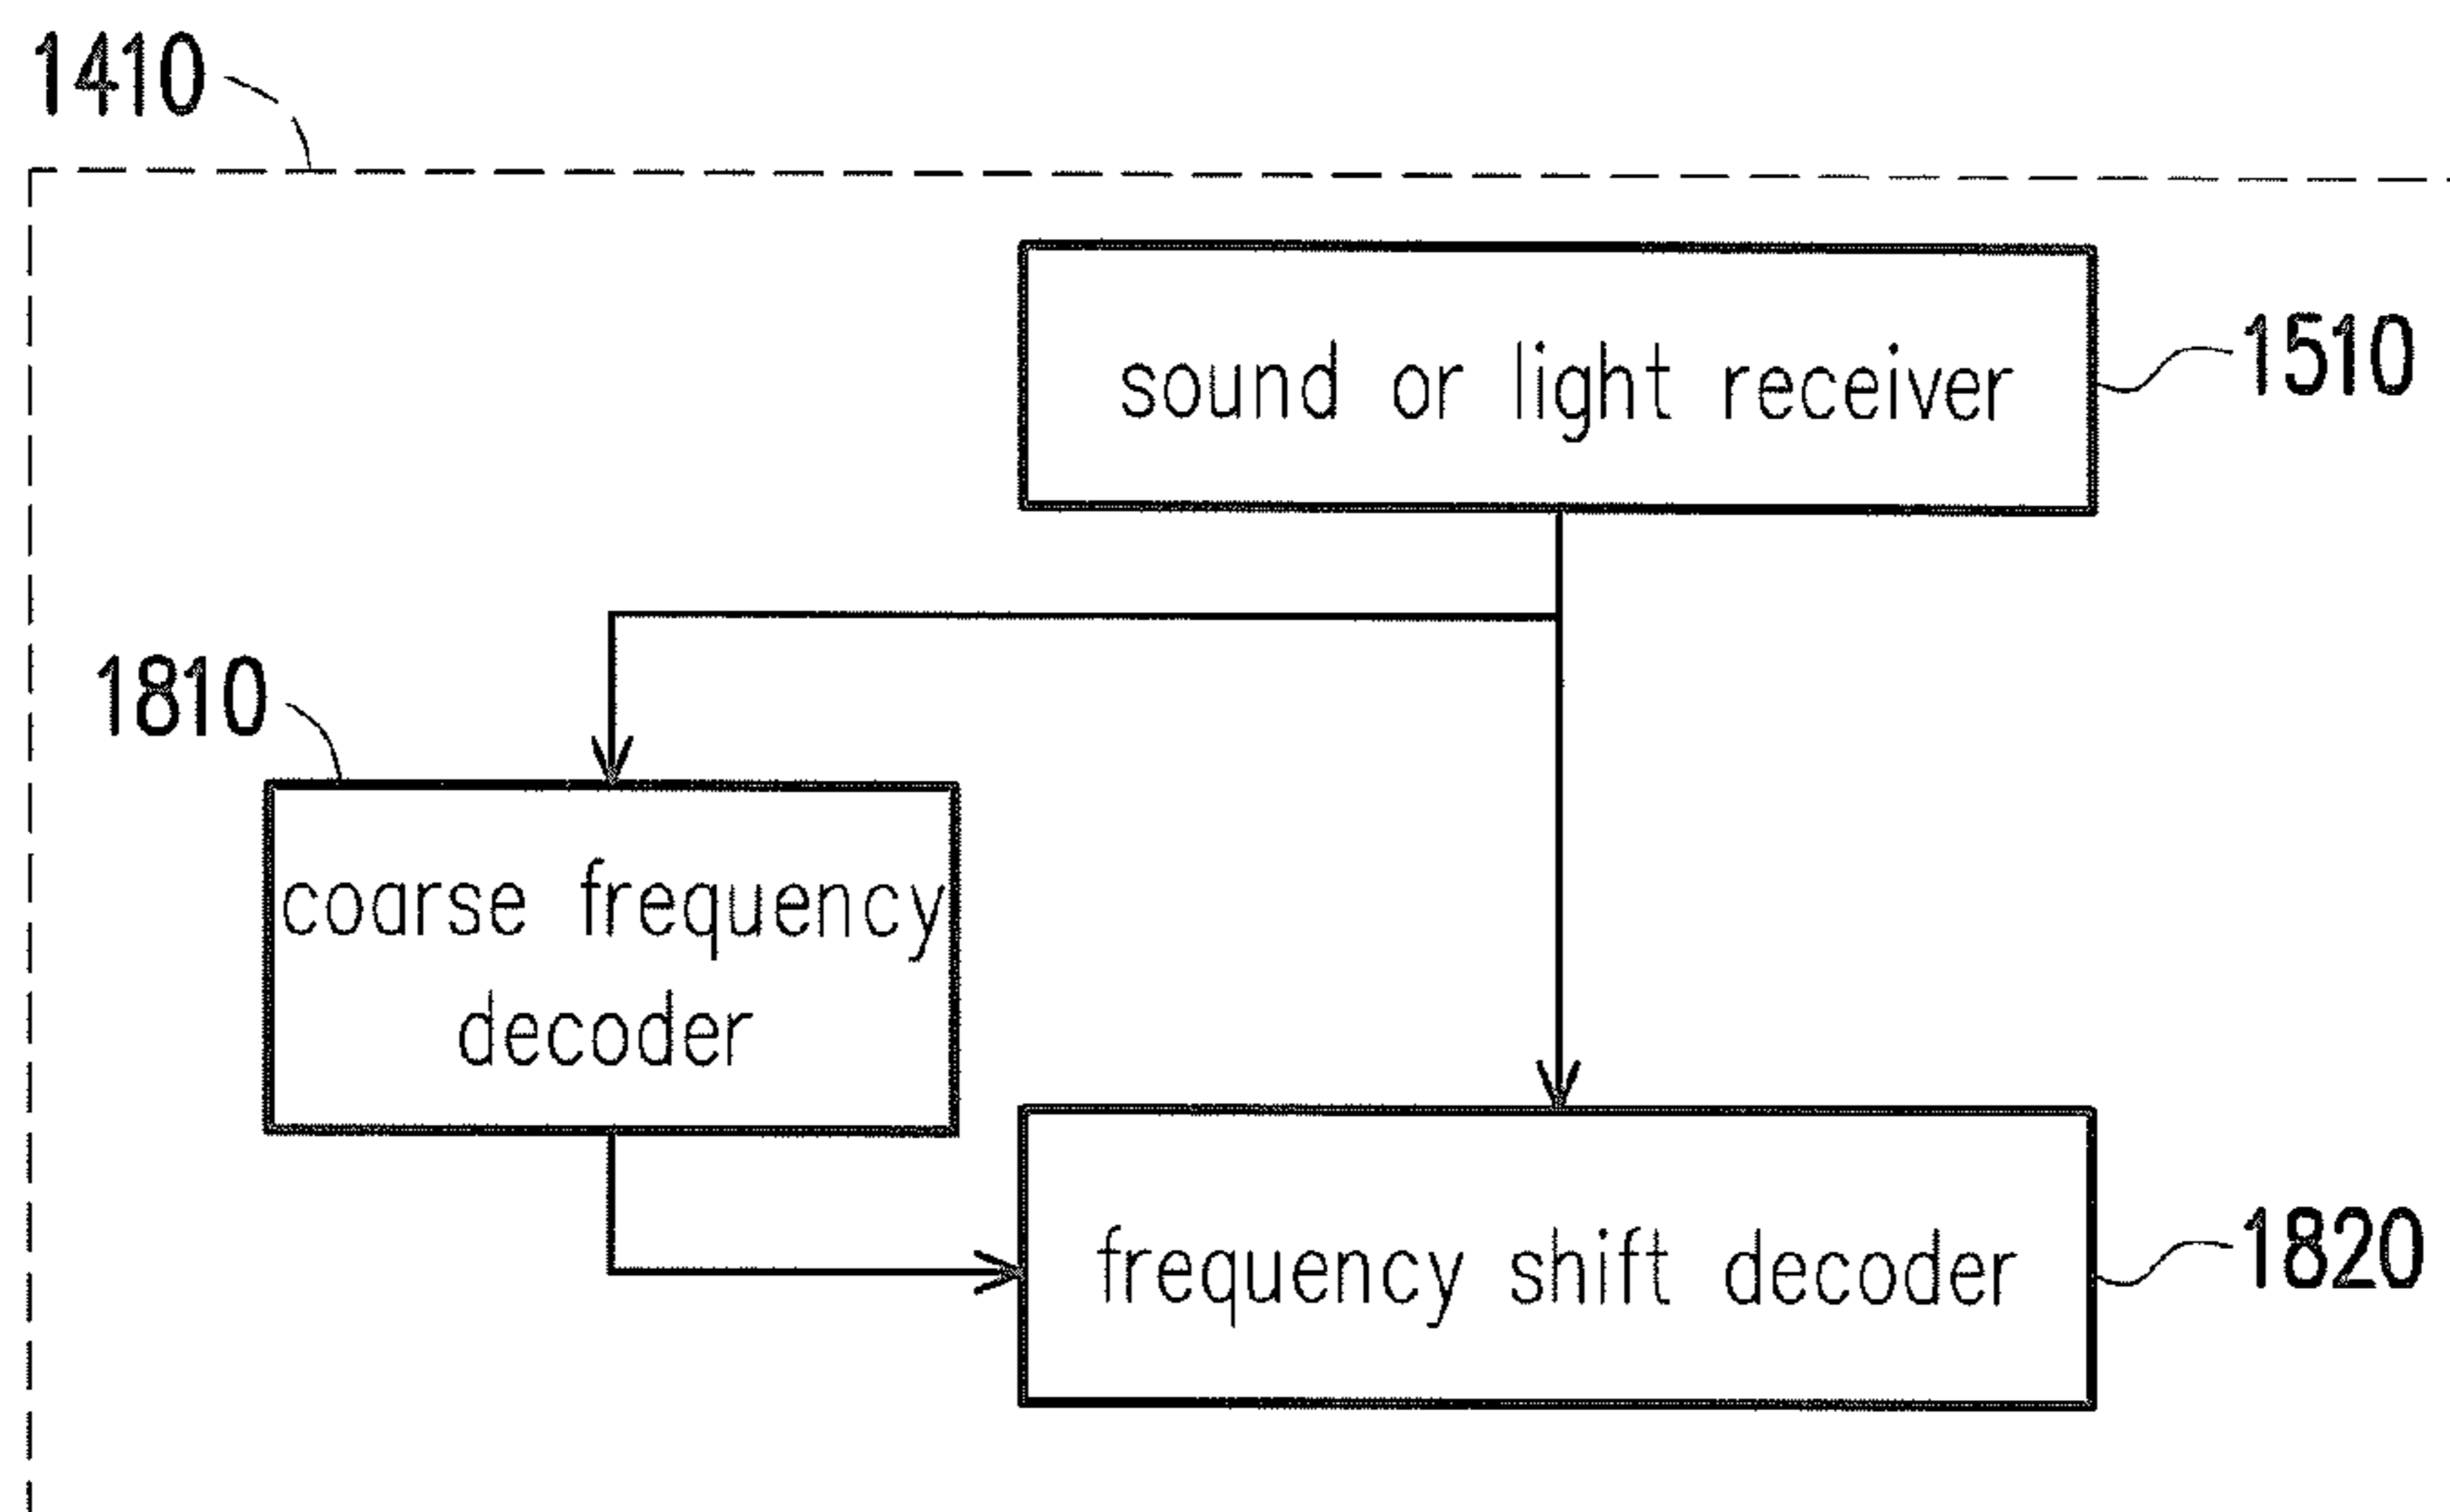 1410
sound or light receiver
1510
1810
coarse frequency
decoder
frequency shift decoder
1820